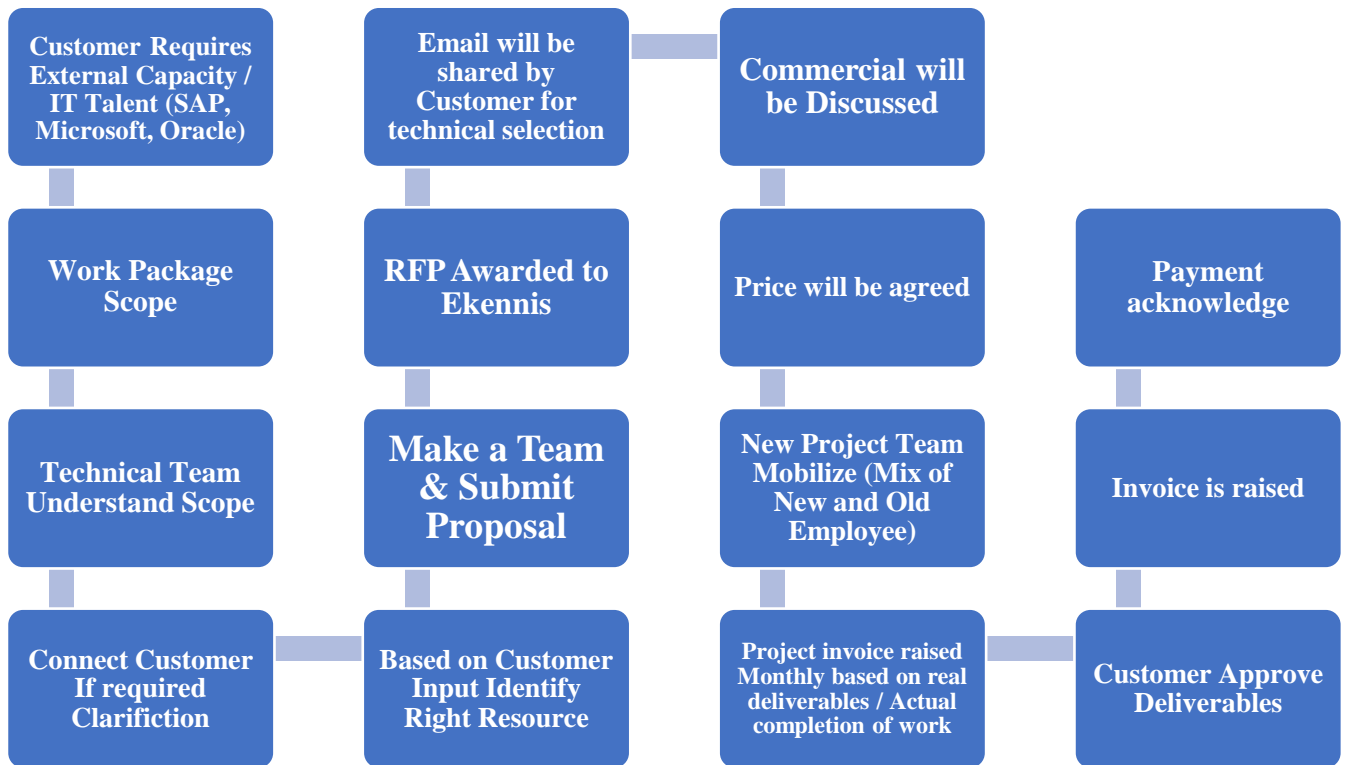 Customer Requires
External Capacity /
IT Talent (SAP,
Microsoft, Oracle)
Work Package
Scope
Technical Team
Understand Scope
Connect Customer
If required
Clarifiction
Based on Customer
Input Identify
Right Resource
Make a Team
& Submit
Proposal
RFP Awarded to
Ekennis
Email will be
shared by
Customer for
technical selection
Commercial will
be Discussed
Price will be agreed
New Project Team
Mobilize (Mix of
New and Old
Employee)
Project invoice raised
Monthly based on real
deliverables / Actual
completion of work
Customer Approve
Deliverables
Invoice is raised
Payment
acknowledge